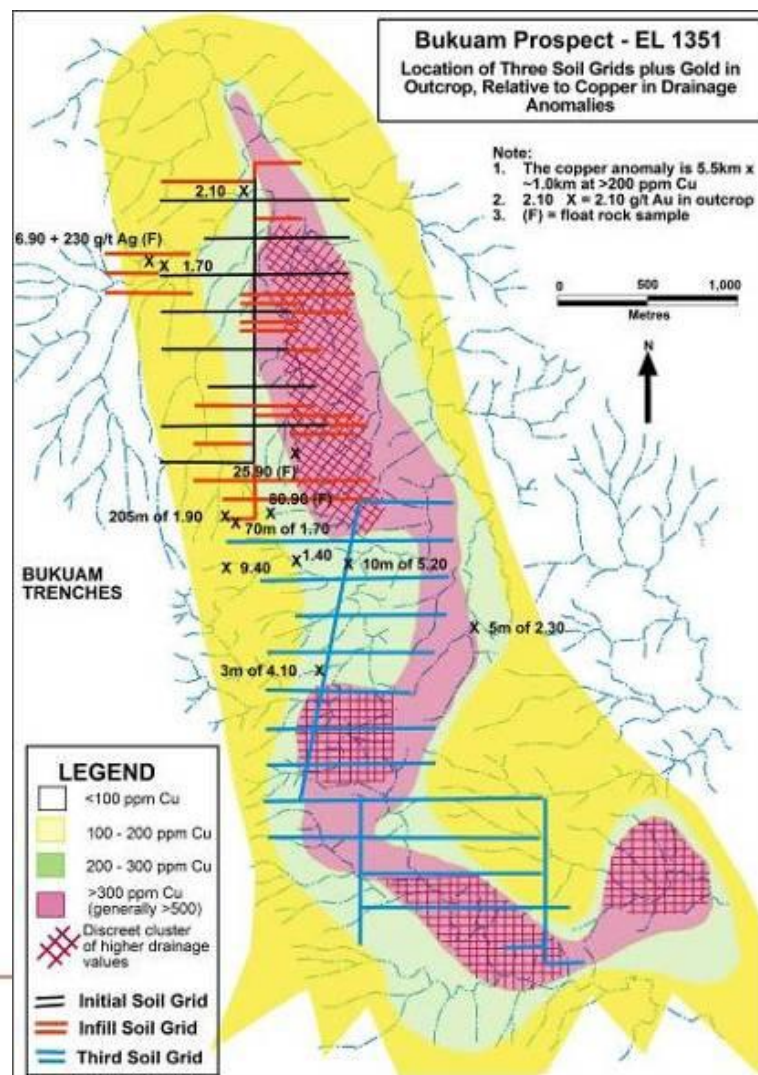 Bukuam Prospect - EL 1351
Location of Three Soil Grids plus Gold in
Outcrop, Relative to Copper in Drainage
Anomalies
Note:
1. The copper anomaly is 5.5km x
~1.0km at >200 ppm Cu
2. 2.10 X = 2.10 g/t Au in outcrop
3. (F) = float rock sample
2.10 X
6.90 + 230 g/t Ag (F)
X X 1.70
0 500 1,000
Metres
N
X
25.90 (F)
80.90 (F)
X
205m of 1.90 X
X 70m of 1.70
X 9.40
X 1.40
X 10m of 5.20
BUKUAM
TRENCHES
X 5m of 2.30
3m of 4.10 X
LEGEND
<100 ppm Cu
100 - 200 ppm Cu
200 - 300 ppm Cu
>300 ppm Cu
(generally >500)
Discreet cluster
of higher drainage
values
Initial Soil Grid
Infill Soil Grid
Third Soil Grid